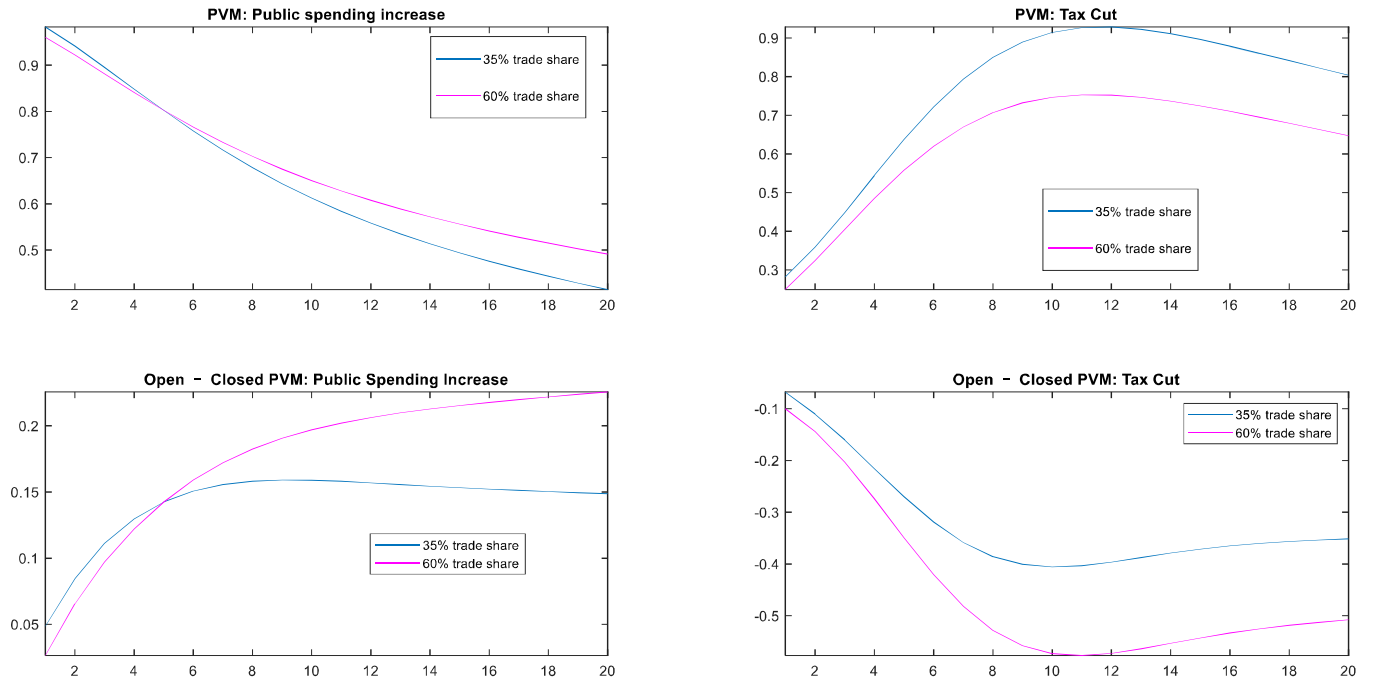 PVM: Public spending increase
0.9
0.8
0.7
0.6
0.5
2 4 6 8 10 12 14 16 18 20
35% trade share
60% trade share
PVM: Tax Cut
0.9
0.8
0.7
0.6
0.5
0.4
0.3
2 4 6 8 10 12 14 16 18 20
35% trade share
60% trade share
Open - Closed PVM: Public Spending Increase
0.2
0.15
0.1
0.05
2 4 6 8 10 12 14 16 18 20
35% trade share
60% trade share
Open - Closed PVM: Tax Cut
-0.1
-0.2
-0.3
-0.4
-0.5
2 4 6 8 10 12 14 16 18 20
35% trade share
60% trade share